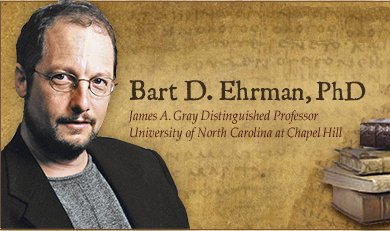 Bart D. Ehrman, PhD
James A. Gray Distinguished Professor
University of North Carolina at Chapel Hill